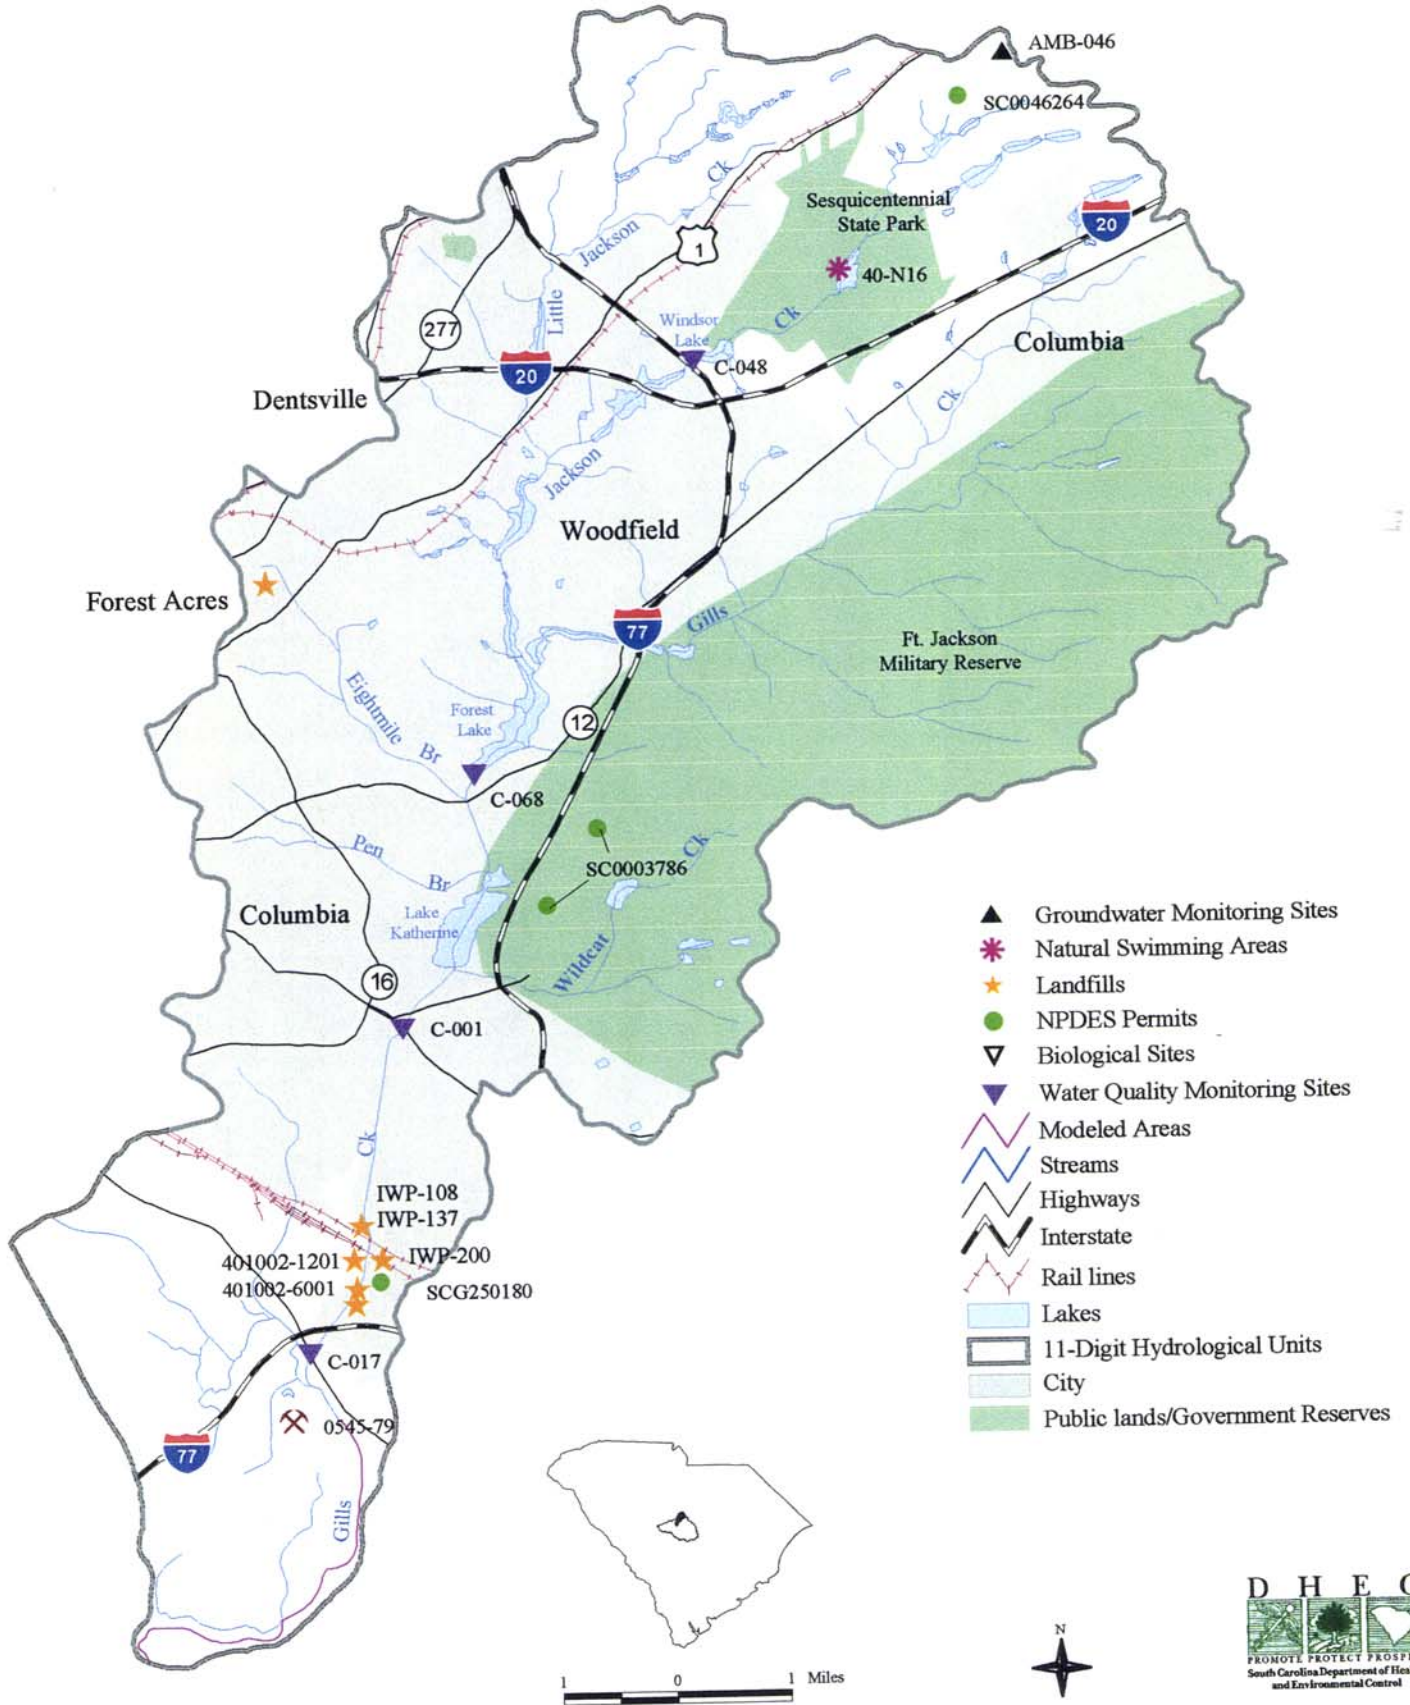 AMB-046
SC0046264
Ck
Sesquicentennial
State Park
20
1
Jackson
40-N16
277
Little
Windsor
Lake
Ck
Columbia
20
C-048
Dentsville
Ck
Jackson
Woodfield
Forest Acres
77
Gills
Ft. Jackson
Military Reserve
Eightmile
Br
Forest
Lake
12
C-068
Pen
Br
SC0003786
Ck
Columbia
Lake
Katherine
Wildcat
16
C-001
Ck
IWP-108
IWP-137
401002-1201
IWP-200
401002-6001
SCG250180
C-017
0545-79
77
Gills
Groundwater Monitoring Sites
Natural Swimming Areas
Landfills
NPDES Permits
Biological Sites
Water Quality Monitoring Sites
Modeled Areas
Streams
Highways
Interstate
Rail lines
Lakes
11-Digit Hydrological Units
City
Public lands/Government Reserves
1 0 1 Miles
N
D H E
PROMOTE PROTECT
South Carolina Department of
and Environmental Control